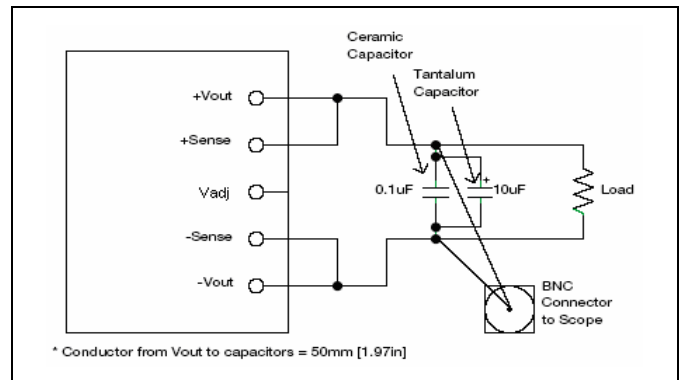 Ceramic
Capacitor
Tantalum
Capacitor
+Vout
+Sense
Vadj
-Sense
-Vout
0.1uF
+
10uF
Load
BNC
Connector
to Scope
* Conductor from Vout to capacitors = 50mm [1.97in]